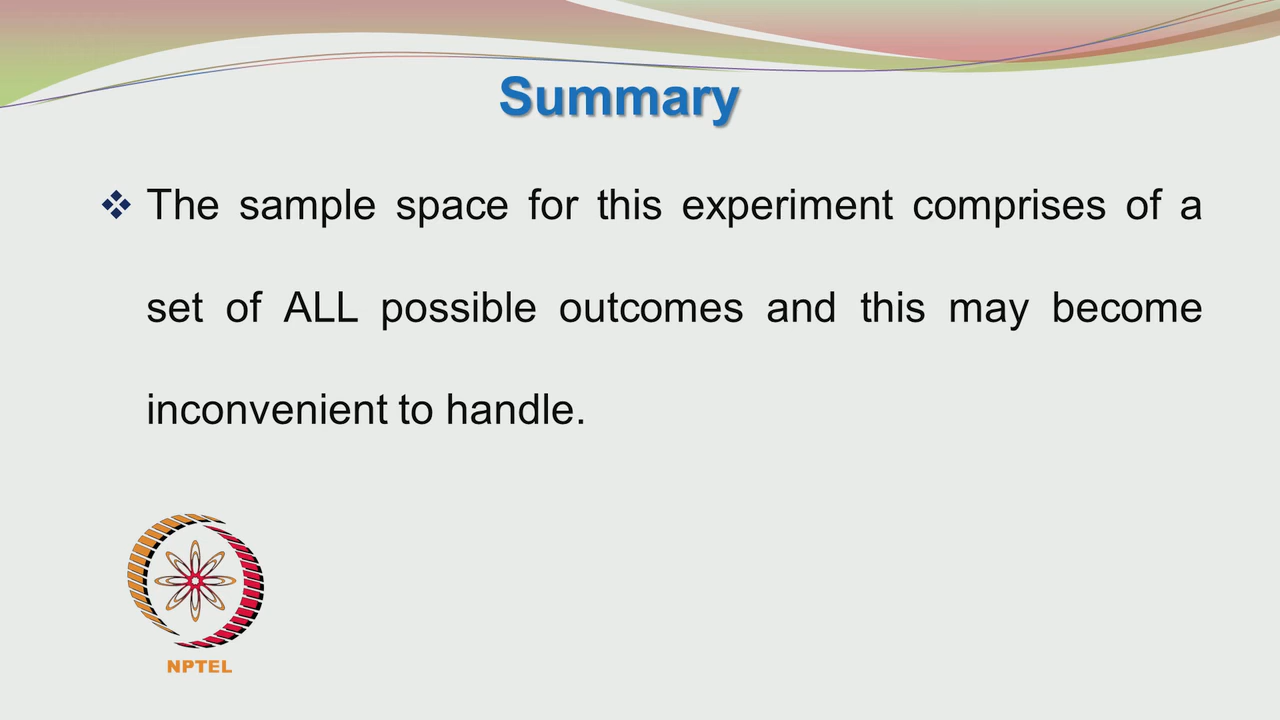 Summary
❖ The sample space for this experiment comprises of a
set of ALL possible outcomes and this may become
inconvenient to handle.
NPTEL